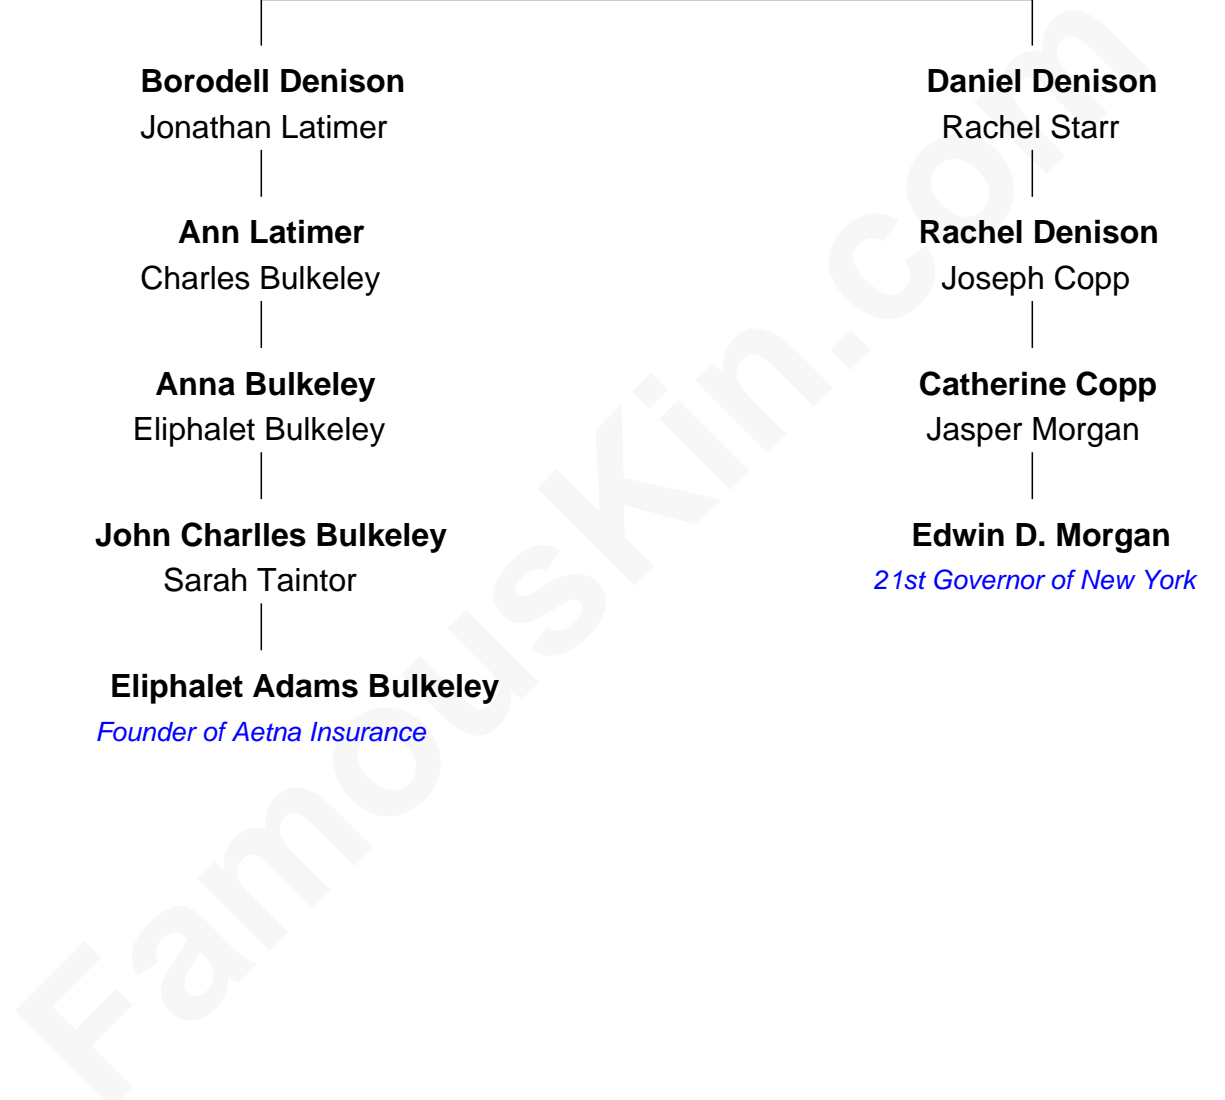 Borodell Denison
Jonathan Latimer
Daniel Denison
Rachel Starr
Ann Latimer
Charles Bulkeley
Rachel Denison
Joseph Copp
Anna Bulkeley
Eliphalet Bulkeley
Catherine Copp
Jasper Morgan
John Charlles Bulkeley
Sarah Taintor
Edwin D. Morgan
21st Governor of New York
Eliphalet Adams Bulkeley
Founder of Aetna Insurance
FamousKin.com